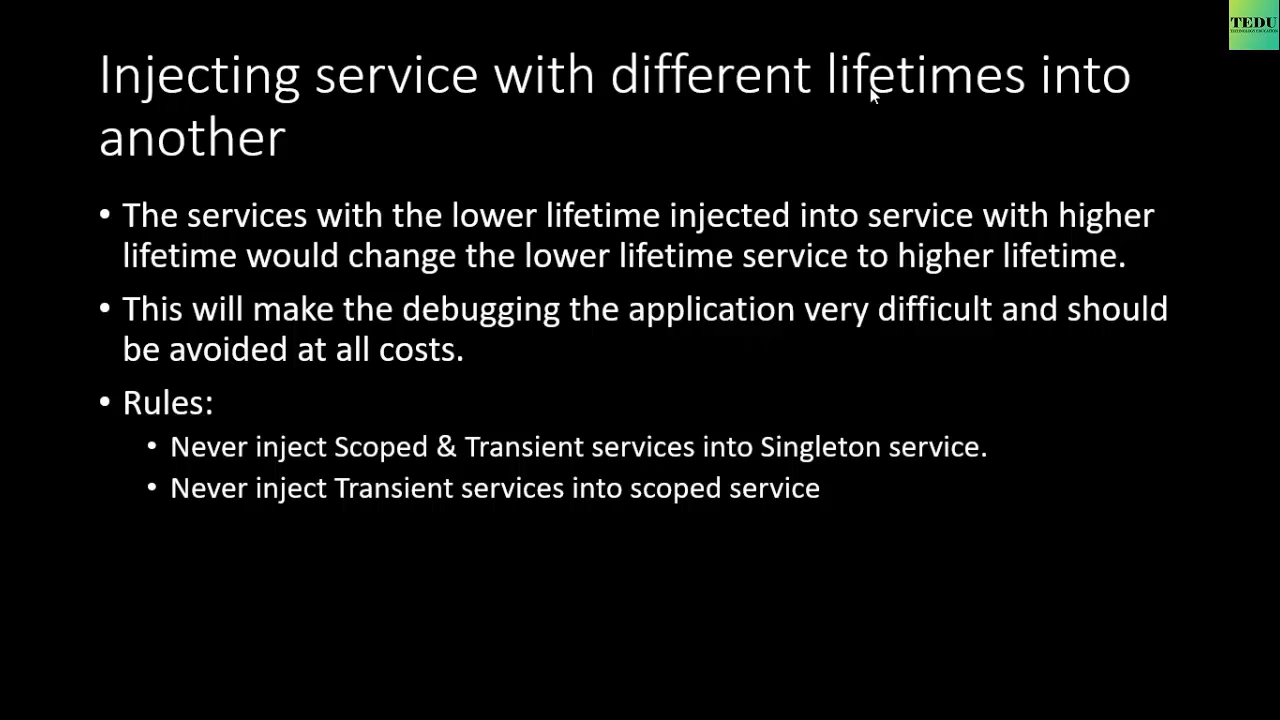 TEDU
TECHNOLOGY EDUCATION
Injecting service with different lifetimes into
another
• The services with the lower lifetime injected into service with higher
lifetime would change the lower lifetime service to higher lifetime.
• This will make the debugging the application very difficult and should
be avoided at all costs.
• Rules:
• Never inject Scoped & Transient services into Singleton service.
• Never inject Transient services into scoped service